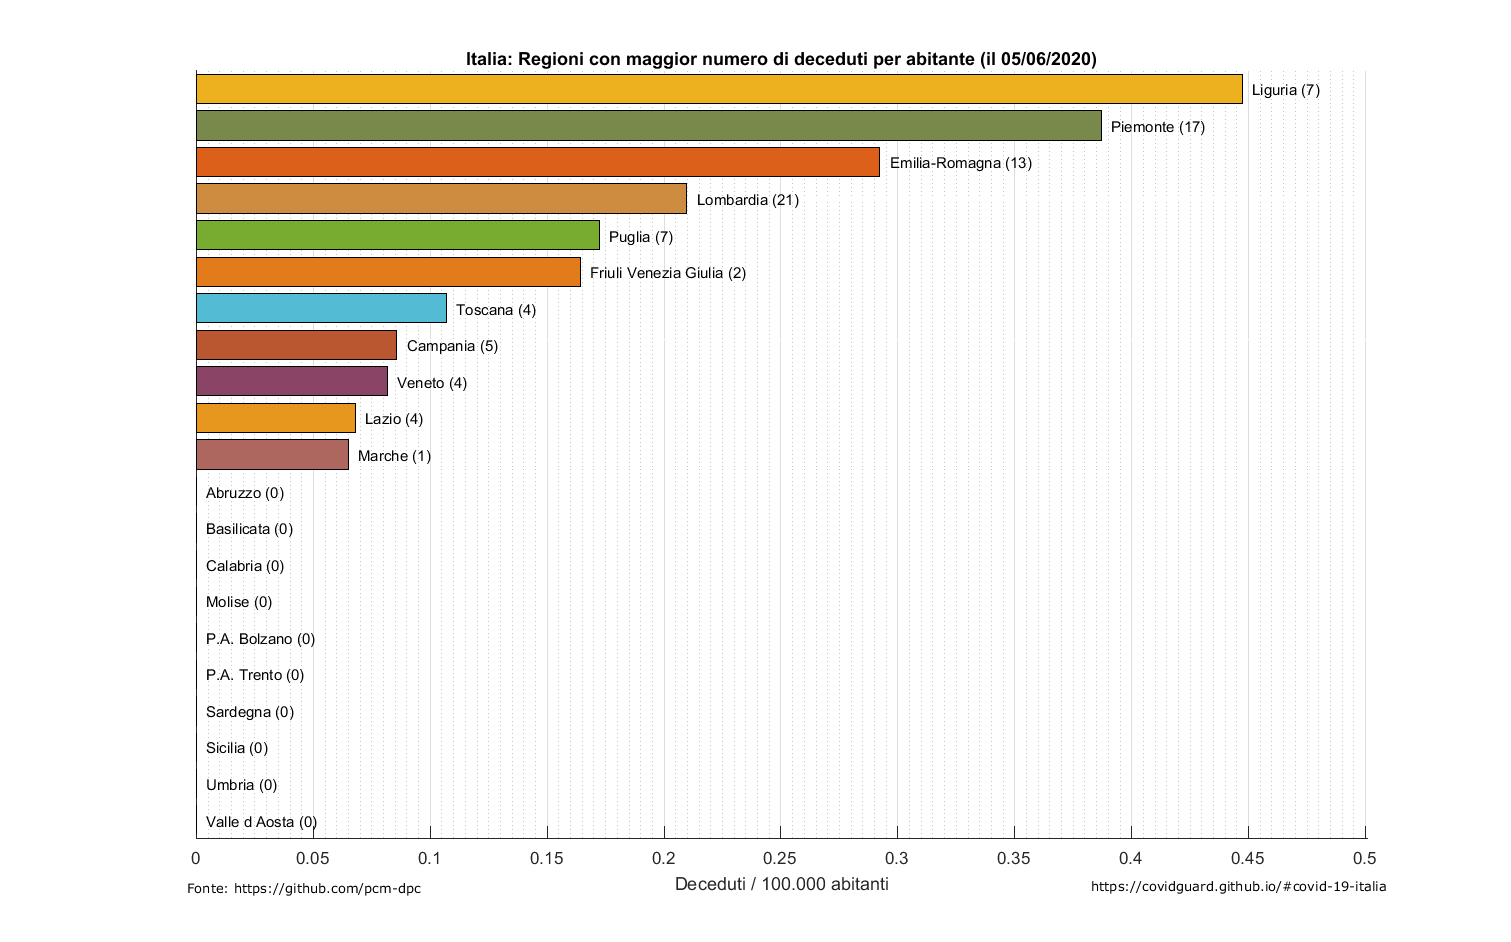 Italia: Regioni con maggior numero di deceduti per abitante (il 05/06/2020)
Liguria (7)
Piemonte (17)
Emilia-Romagna (13)
Lombardia (21)
Puglia (7)
Friuli Venezia Giulia (2)
Toscana (4)
Campania (5)
Veneto (4)
Lazio (4)
Marche (1)
Abruzzo (0)
Basilicata (0)
Calabria (0)
Molise (0)
P.A. Bolzano (0)
P.A. Trento (0)
Sardegna (0)
Sicilia (0)
Umbria (0)
Valle d Aosta (0)
0 0.05 0.1 0.15 0.2 0.25 0.3 0.35 0.4 0.45 0.5
Deceduti / 100.000 abitanti
Fonte: https://github.com/pcm-dpc
https://covidguard.github.io/#covid-19-italia